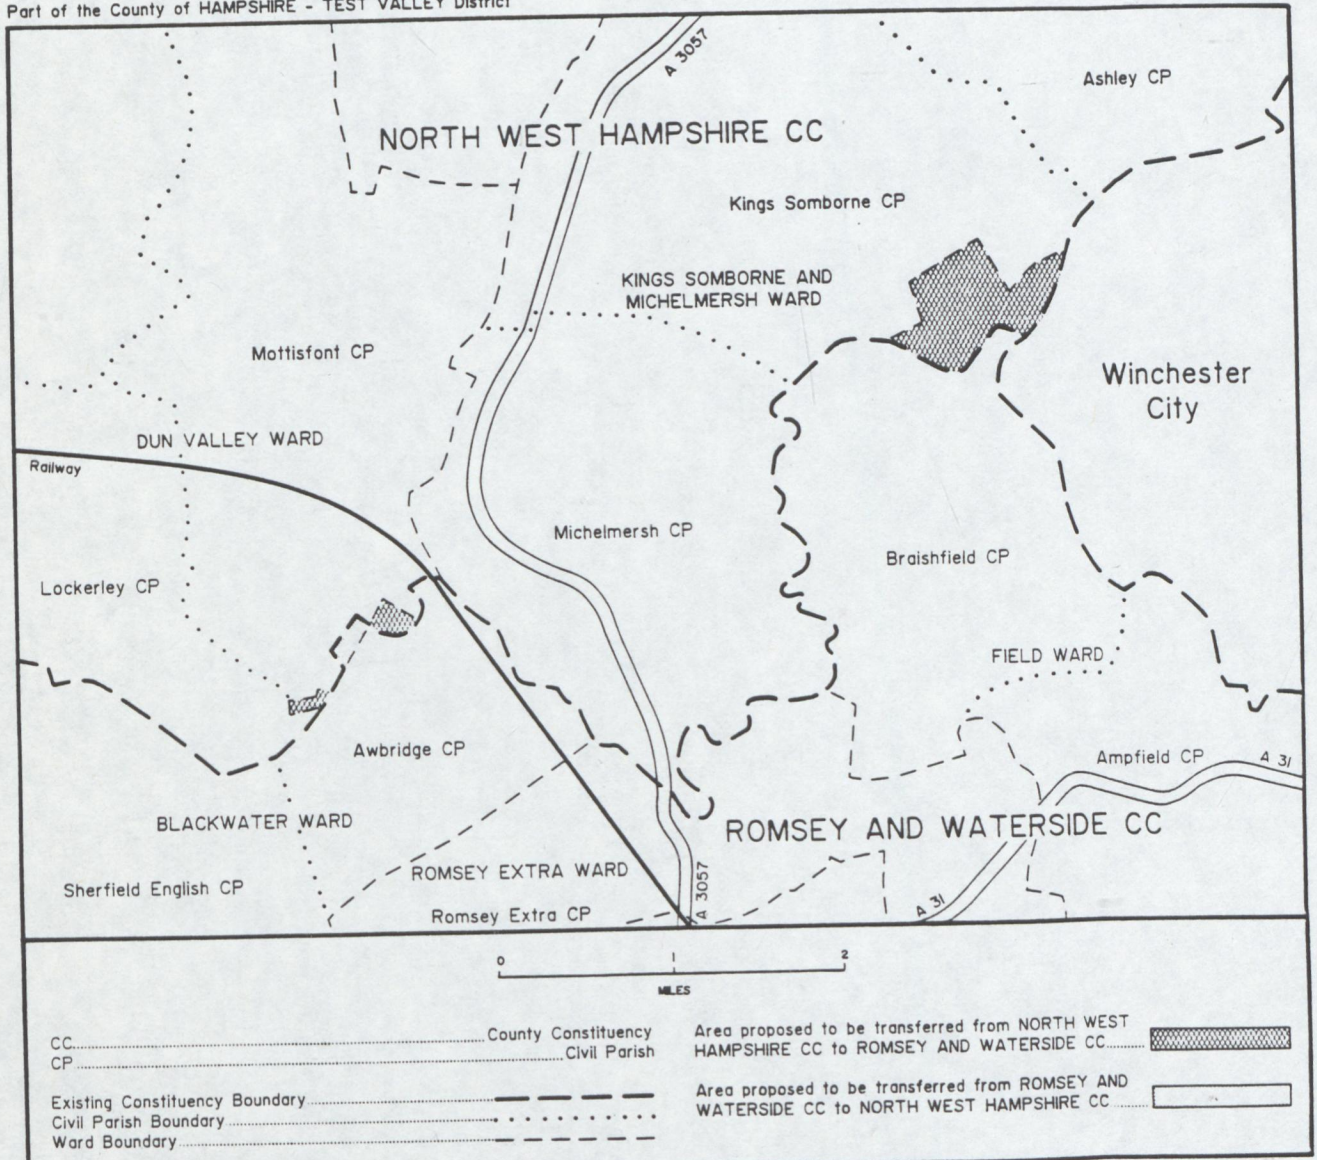 Part of the County of HAMPSHIRE - TEST VALLEY District
A 3057
Ashley CP
NORTH WEST HAMPSHIRE CC
Kings Somborne CP
KINGS SOMBORNE AND
MICHELMERSH WARD
Mottisfont CP
Winchester
City
DUN VALLEY WARD
Railway
Michelmersh CP
Braishfield CP
Lockerley CP
FIELD WARD
Awbridge CP
Ampfield CP
A 31
BLACKWATER WARD
ROMSEY AND WATERSIDE CC
ROMSEY EXTRA WARD
Sherfield English CP
A 3057
A 31
Romsey Extra CP
0 1 2
MILES
CC County Constituency
CP Civil Parish
Existing Constituency Boundary
Civil Parish Boundary
Ward Boundary
Area proposed to be transferred from NORTH WEST
HAMPSHIRE CC to ROMSEY AND WATERSIDE CC
Area proposed to be transferred from ROMSEY AND
WATERSIDE CC to NORTH WEST HAMPSHIRE CC